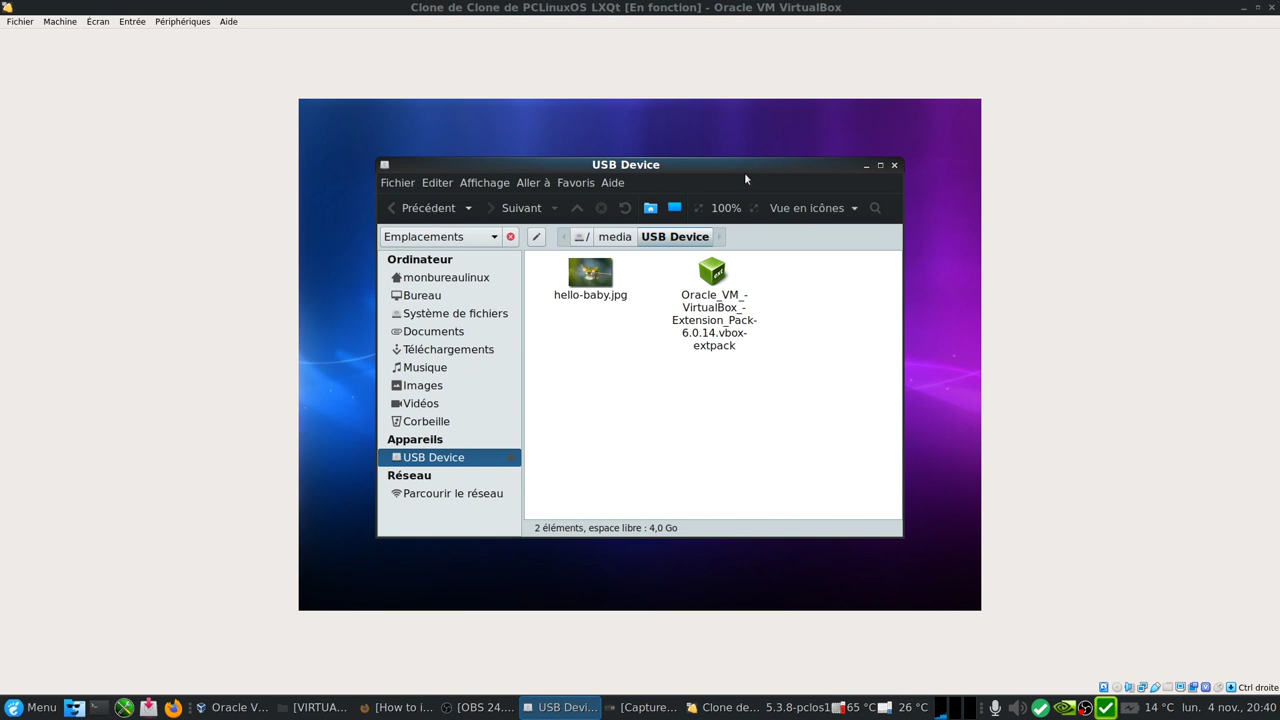 Clone de Clone de PCLinuxOS LXQt [En fonction] - Oracle VM VirtualBox
Fichier Machine Écran Entrée Périphériques Aide
USB Device
Fichier Editer Affichage Aller à Favoris Aide
Précédent Suivant 100% Vue en icônes
Emplacements / media USB Device
Ordinateur
monbureaulinux
Bureau
Système de fichiers
Documents
Téléchargements
Musique
Images
Vidéos
Corbeille
Appareils
USB Device
Réseau
Parcourir le réseau
hello-baby.jpg
Oracle_VM_-
VirtualBox_-
Extension_Pack-
6.0.14.vbox-
extpack
2 éléments, espace libre : 4,0 Go
Ctrl droite
Menu Oracle V... [VIRTUA... [How to i... [OBS 24.... USB Devi... [Capture... Clone de... 5.3.8-pclos1 65 °C 26 °C 14 °C lun. 4 nov., 20:40